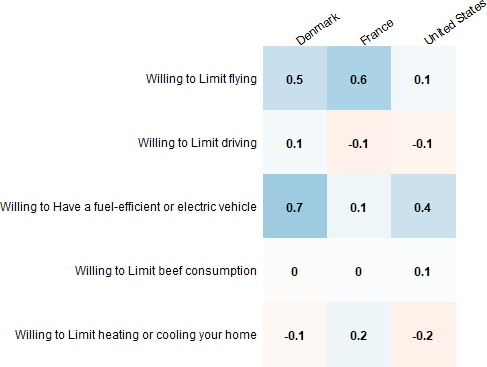 Denmark France United States
Willing to Limit flying 0.5 0.6 0.1
Willing to Limit driving 0.1 -0.1 -0.1
Willing to Have a fuel-efficient or electric vehicle 0.7 0.1 0.4
Willing to Limit beef consumption 0 0 0.1
Willing to Limit heating or cooling your home -0.1 0.2 -0.2